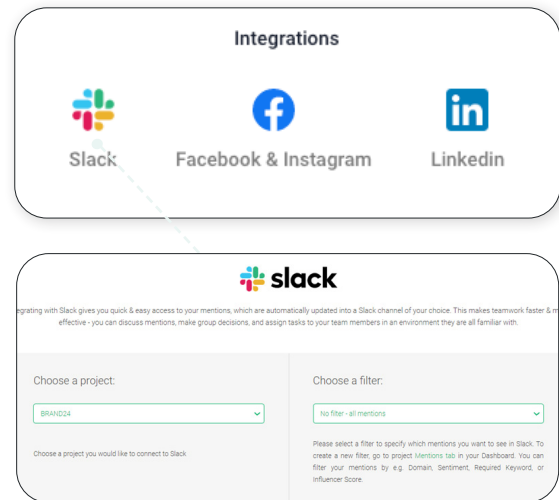 Integrations
Slack
Facebook & Instagram
Linkedin
slack
egrating with Slack gives you quick & easy access to your mentions, which are automatically updated into a Slack channel of your choice. This makes teamwork faster & m
effective - you can discuss mentions, make group decisions, and assign tasks to your team members in an environment they are all familiar with.
Choose a project:
BRAND24
Choose a project you would like to connect to Slack
Choose a filter:
No filter - all mentions
Please select a filter to specify which mentions you want to see in Slack. To
create a new filter, go to project Mentions tab in your Dashboard. You can
filter your mentions by e.g. Domain, Sentiment, Required Keyword, or
Influencer Score.